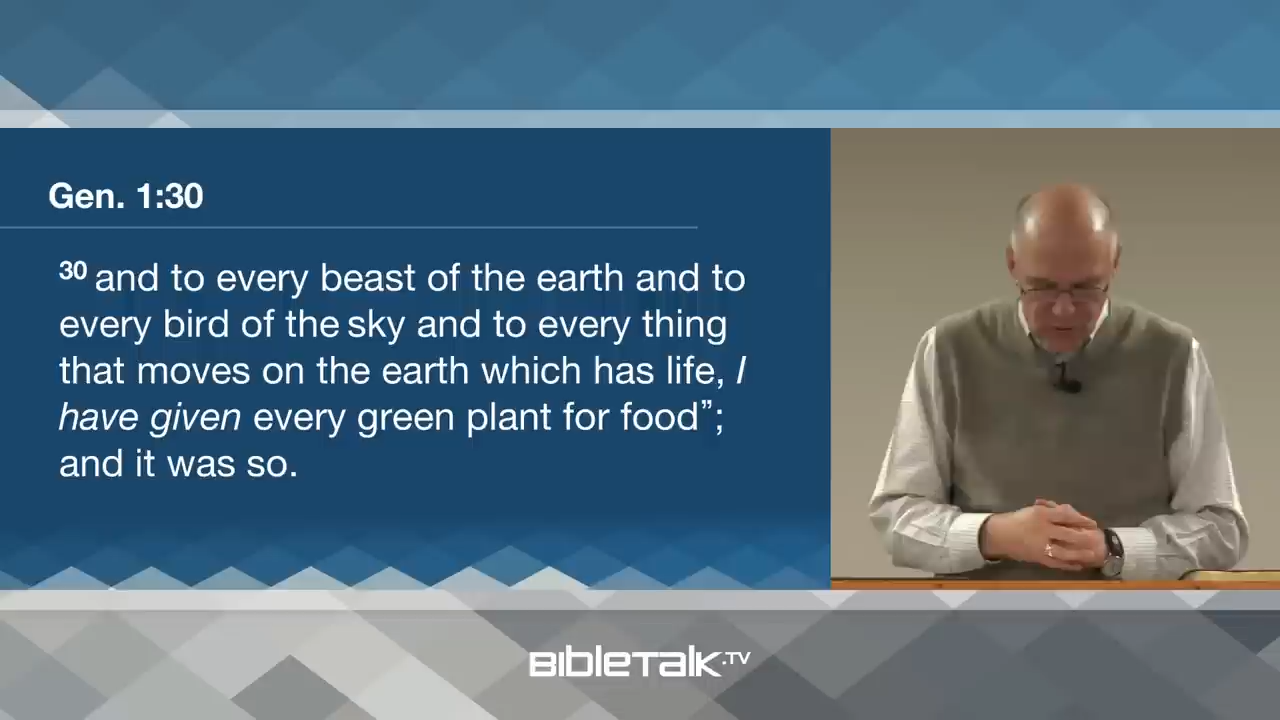 Gen. 1:30
30 and to every beast of the earth and to
every bird of the sky and to every thing
that moves on the earth which has life, I
have given every green plant for food”;
and it was so.
BIBLETALK.TV